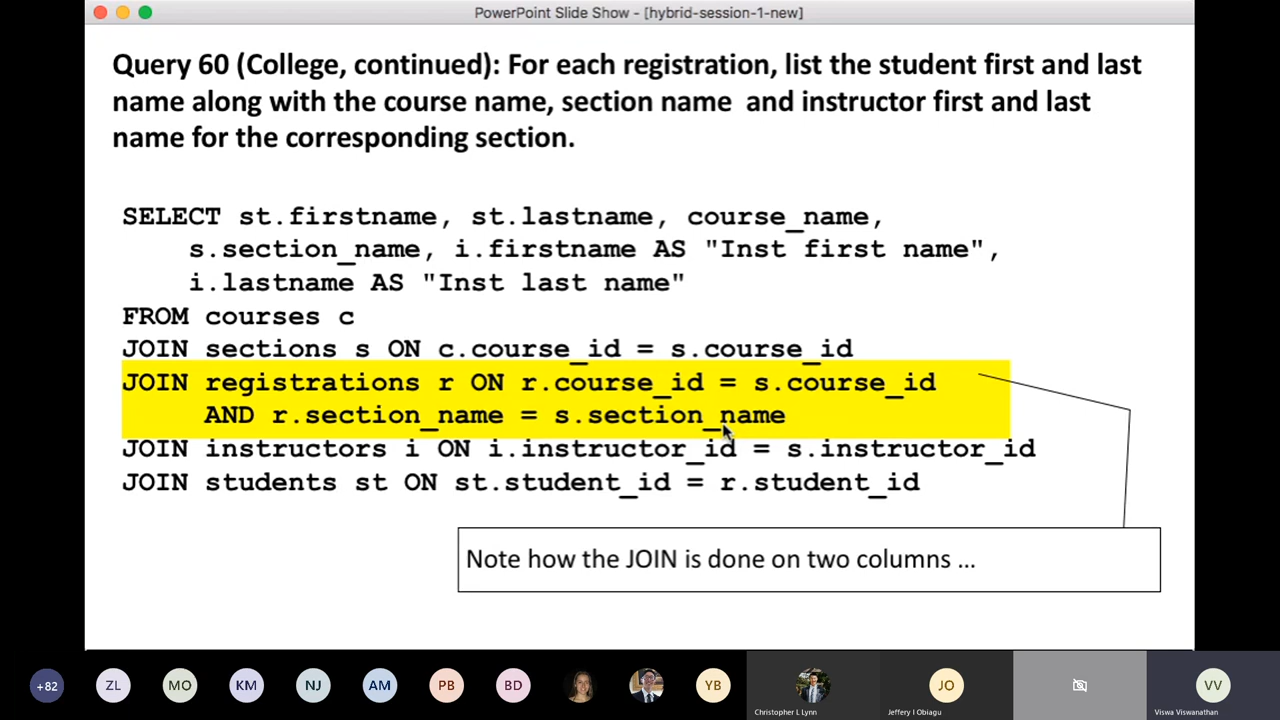 PowerPoint Slide Show - [hybrid-session-1-new]
Query 60 (College, continued): For each registration, list the student first and last
name along with the course name, section name and instructor first and last
name for the corresponding section.
SELECT st.firstname, st.lastname, course_name,
s.section_name, i.firstname AS "Inst first name",
i.lastname AS "Inst last name"
FROM courses c
JOIN sections s ON c.course_id = s.course_id
JOIN registrations r ON r.course_id = s.course_id
AND r.section_name = s.section_name
JOIN instructors i ON i.instructor_id = s.instructor_id
JOIN students st ON st.student_id = r.student_id
Note how the JOIN is done on two columns ...
+82 ZL MO KM NJ AM PB BD YB JO VV
Christopher L Lynn Jeffery I Obiagu Viswa Viswanathan